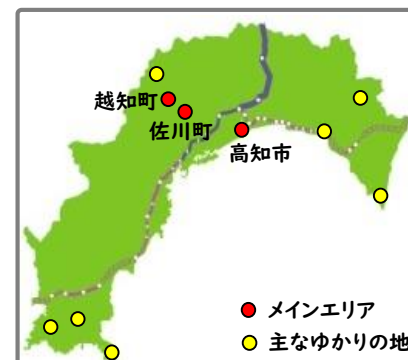 越知町
佐川町
高知市
メインエリア
主なゆかりの地